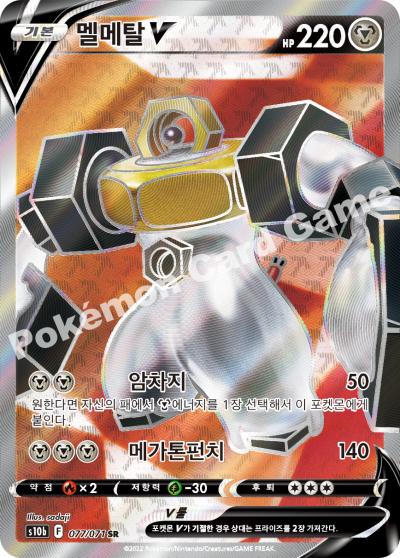 기본 멜메탈 V HP 220
Pokémon Card Game
암차지 50
원한다면 자신의 패에서 에너지를 1장 선택해서 이 포켓몬에게
붙인다!
메가톤펀치 140
약점 ×2 저항력 -30 후퇴
Illus. sadaji
s10b F 077/071 SR
V룰
포켓몬 V가 기절한 경우 상대는 프라이즈를 2장 가져간다.
©2022 Pokémon/Nintendo/Creatures/GAME FREAK.